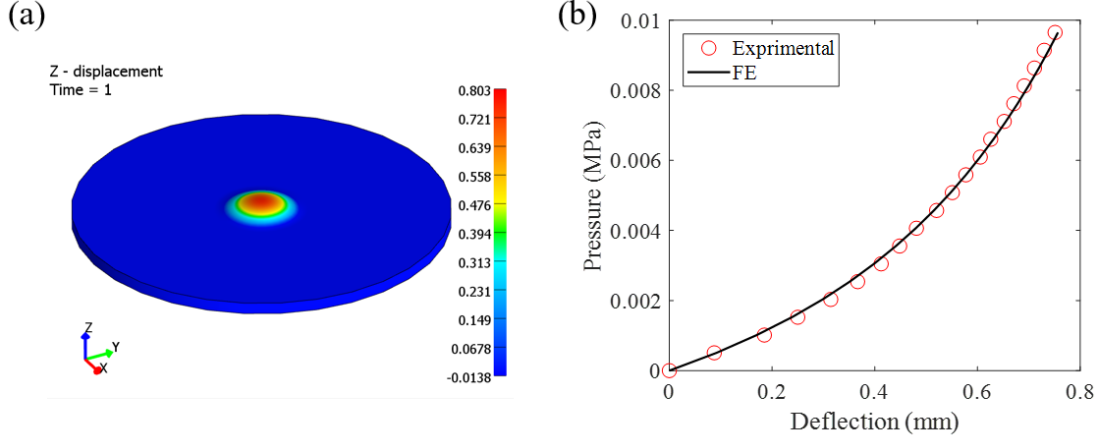 (a)
Z - displacement
Time = 1
0.803
0.721
0.639
0.558
0.476
0.394
0.313
0.231
0.149
0.0678
-0.0138
Z
Y
X
(b)
Exprimental
FE
0.01
0.008
0.006
0.004
0.002
0
Pressure (MPa)
0
0.2
0.4
0.6
0.8
Deflection (mm)